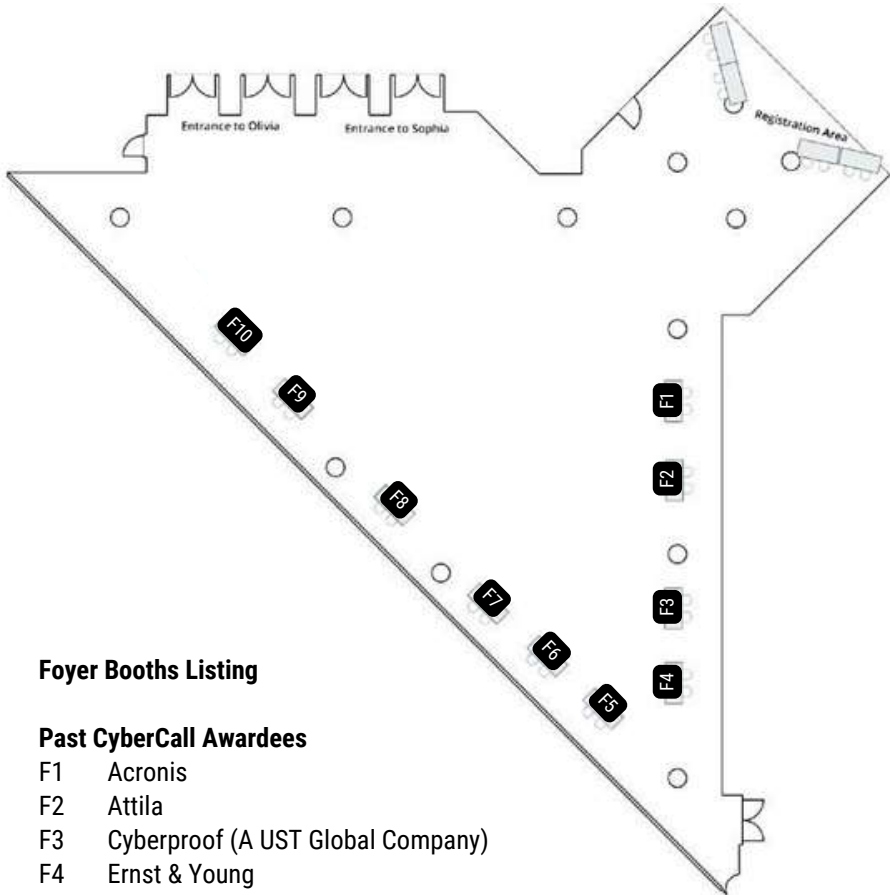 Entrance to Olivia
Entrance to Sophia
Registration Area
F10
F9
F8
F7
F6
F5
F1
F2
F3
F4
Foyer Booths Listing
Past CyberCall Awardees
F1 Acronis
F2 Attila
F3 Cyberproof (A UST Global Company)
F4 Ernst & Young